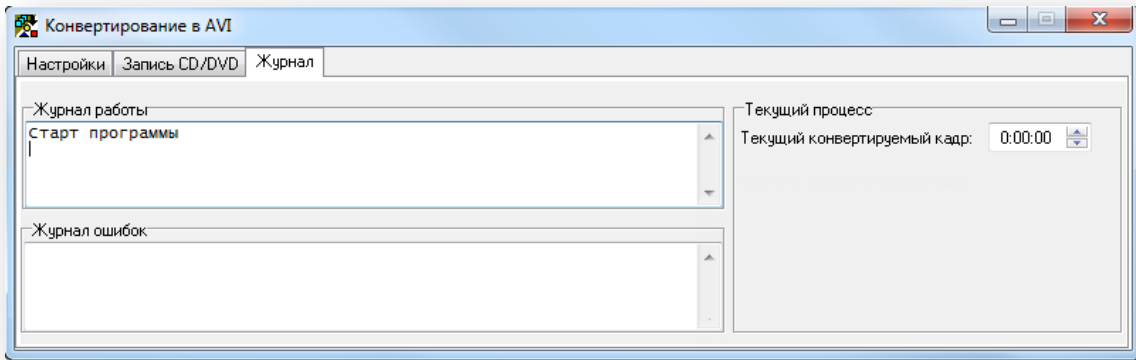 Конвертирование в AVI
Настройки Запись CD/DVD Журнал
Журнал работы
Старт программы
Журнал ошибок
Текущий процесс
Текущий конвертируемый кадр: 0:00:00